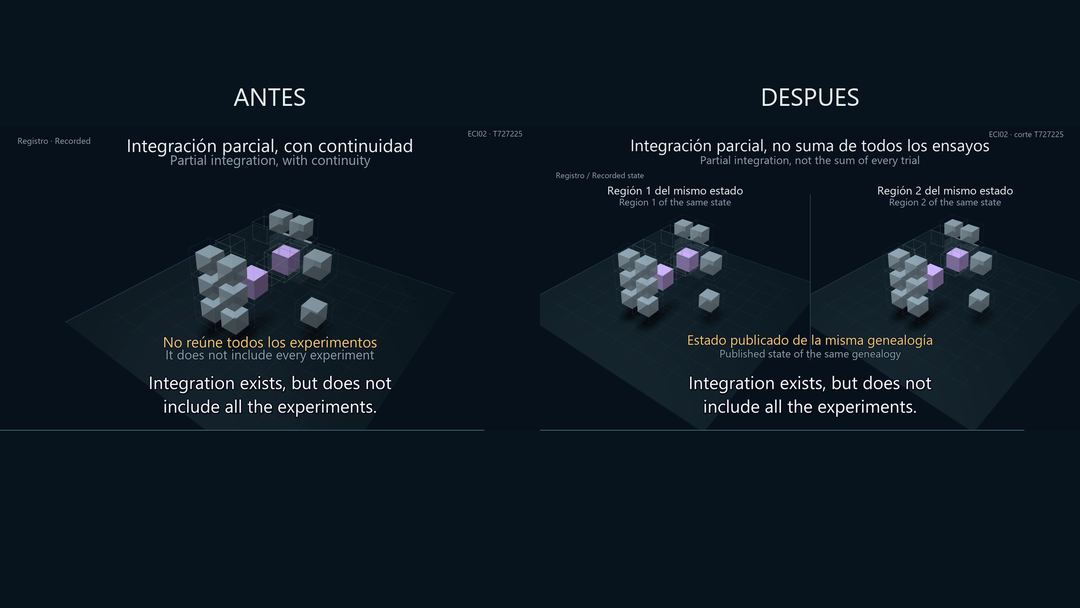 ANTES
Registro · Recorded
ECI02 · T727225
Integración parcial, con continuidad
Partial integration, with continuity
No reúne todos los experimentos
It does not include every experiment
Integration exists, but does not
include all the experiments.
DESPUES
ECI02 · corte T727225
Integración parcial, no suma de todos los ensayos
Partial integration, not the sum of every trial
Registro / Recorded state
Región 1 del mismo estado
Region 1 of the same state
Región 2 del mismo estado
Region 2 of the same state
Estado publicado de la misma genealogía
Published state of the same genealogy
Integration exists, but does not
include all the experiments.